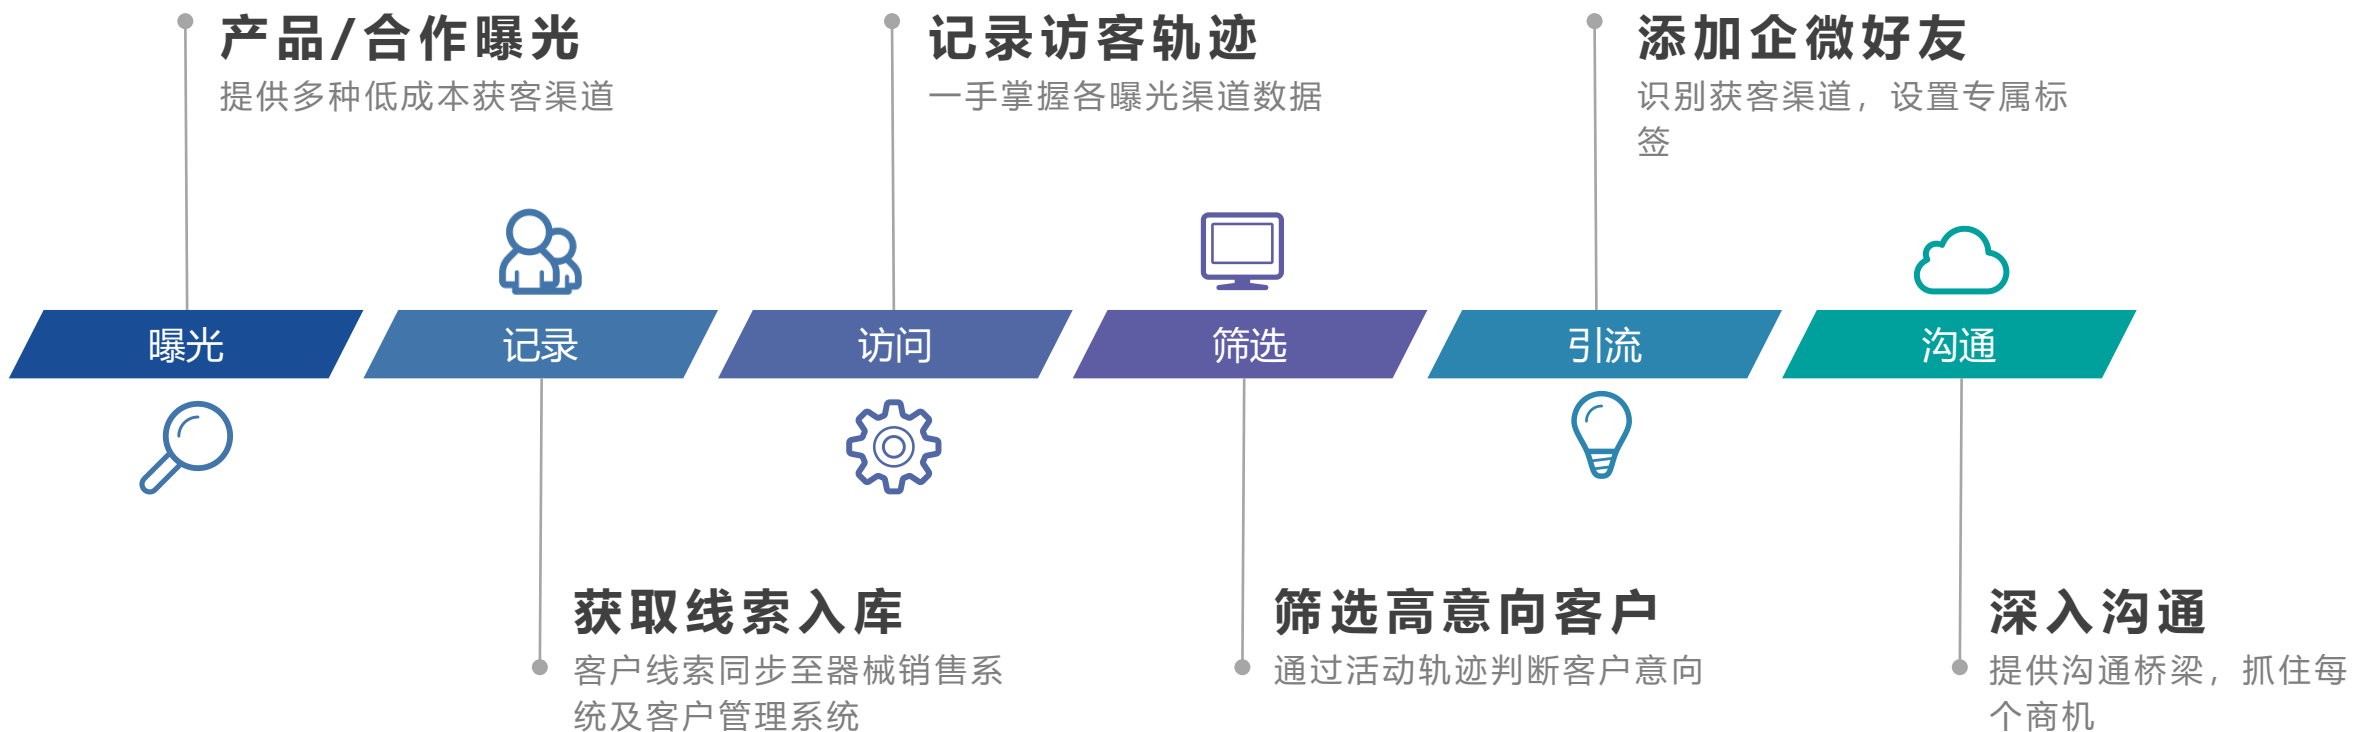 产品/合作曝光
提供多种低成本获客渠道
记录访客轨迹
一手掌握各曝光渠道数据
添加企微好友
识别获客渠道，设置专属标
签
曝光
记录
访问
筛选
引流
沟通
获取线索入库
客户线索同步至器械销售系
统及客户管理系统
筛选高意向客户
通过活动轨迹判断客户意向
深入沟通
提供沟通桥梁，抓住每
个商机